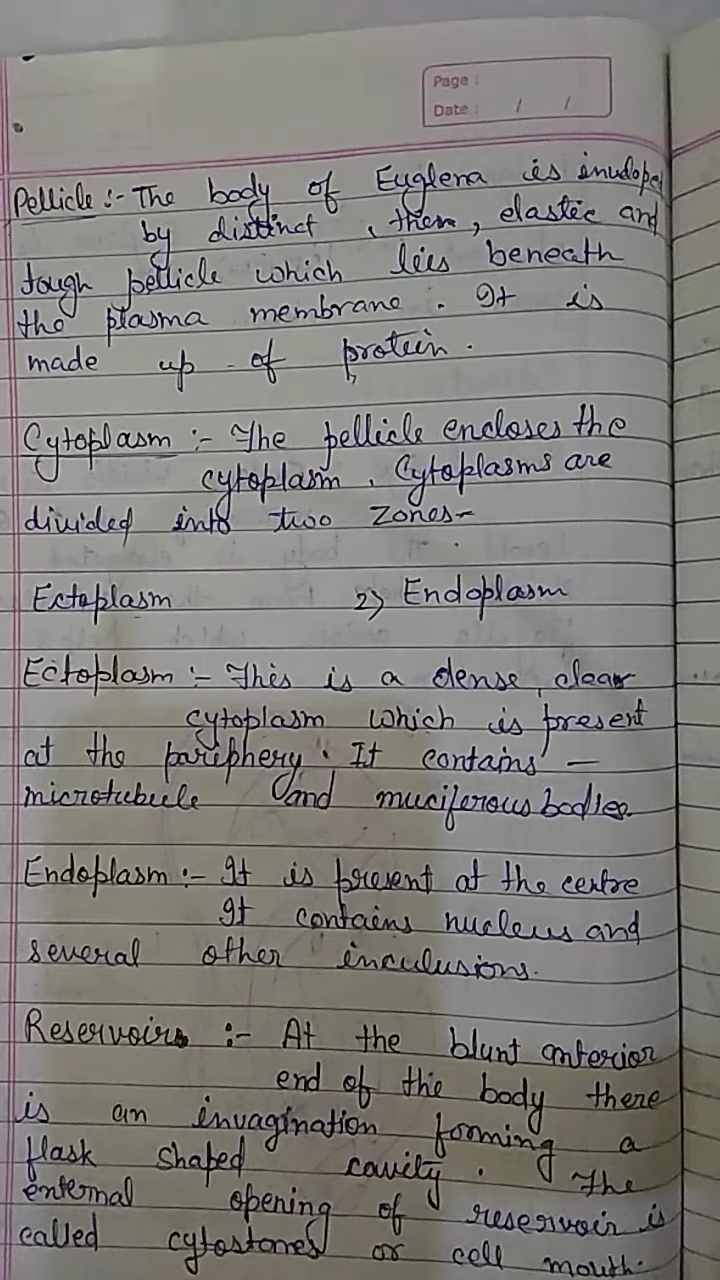 Page :
Date : / /
Pellicle :- The body of Euglena is inudoped
by distinct , them , elastic and
tough pellicle which lies beneath
the plasma membrane . It is
made up of protein .
Cytoplasm :- The pellicle encloses the
cytoplasm , Cytoplasms are
divided into two zones-
Ectoplasm 2) Endoplasm
Ectoplasm :- This is a dense , clear
cytoplasm which is present
at the pariphery . It contains —
microtubule and muciferous bodies.
Endoplasm :- It is present at the centre
It contains nucleus and
several other inculusions.
Reservoirs :- At the blunt anterior
end of the body there
is an invagination forming a
flask shaped cavity . The
enternal opening of reservoir is
called cytostomes or cell mouth.